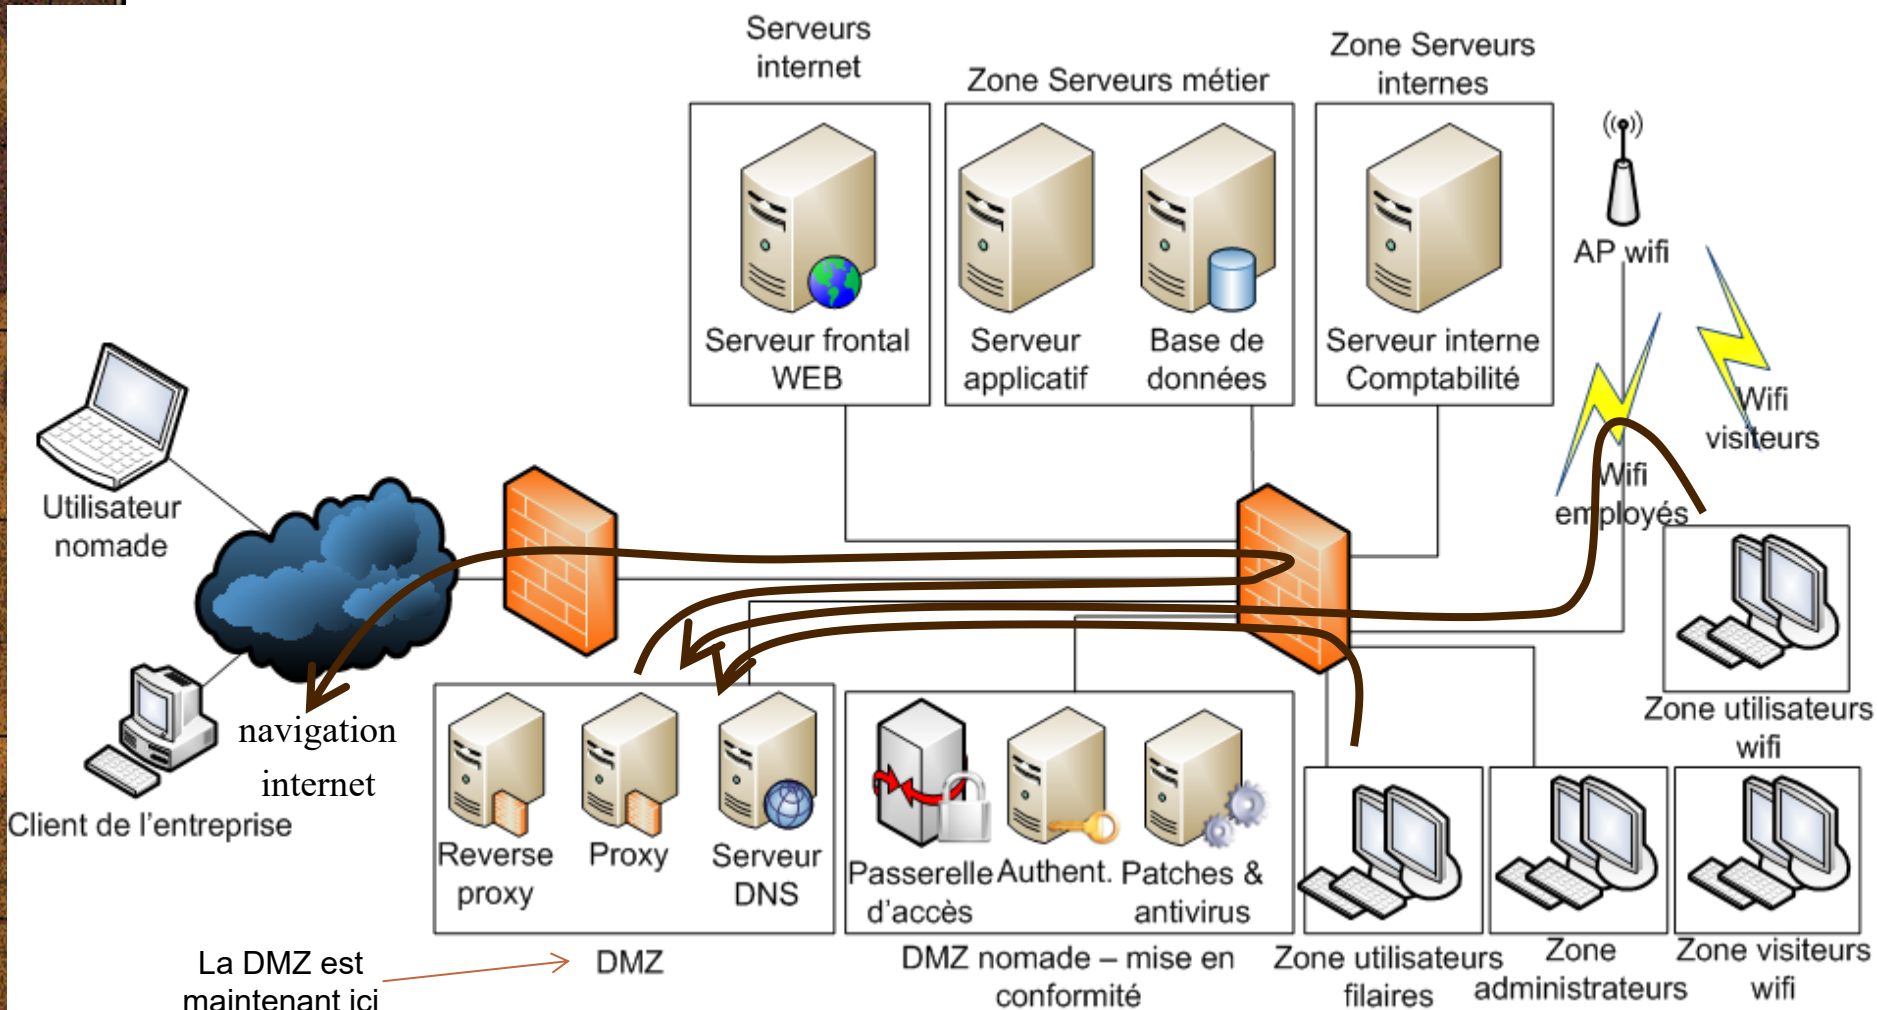 Serveurs
internet
Zone Serveurs métier
Zone Serveurs
internes
Serveur frontal
WEB
Serveur
applicatif
Base de
données
Serveur interne
Comptabilité
AP wifi
Wifi
visiteurs
Wifi
employés
Utilisateur
nomade
Client de l'entreprise
navigation
internet
Reverse
proxy
Proxy
Serveur
DNS
Passerelle
d'accès
Authent.
Patches &
antivirus
Zone utilisateurs
wifi
La DMZ est
maintenant ici
DMZ
DMZ nomade – mise en
conformité
Zone utilisateurs
filaires
Zone
administrateurs
Zone visiteurs
wifi